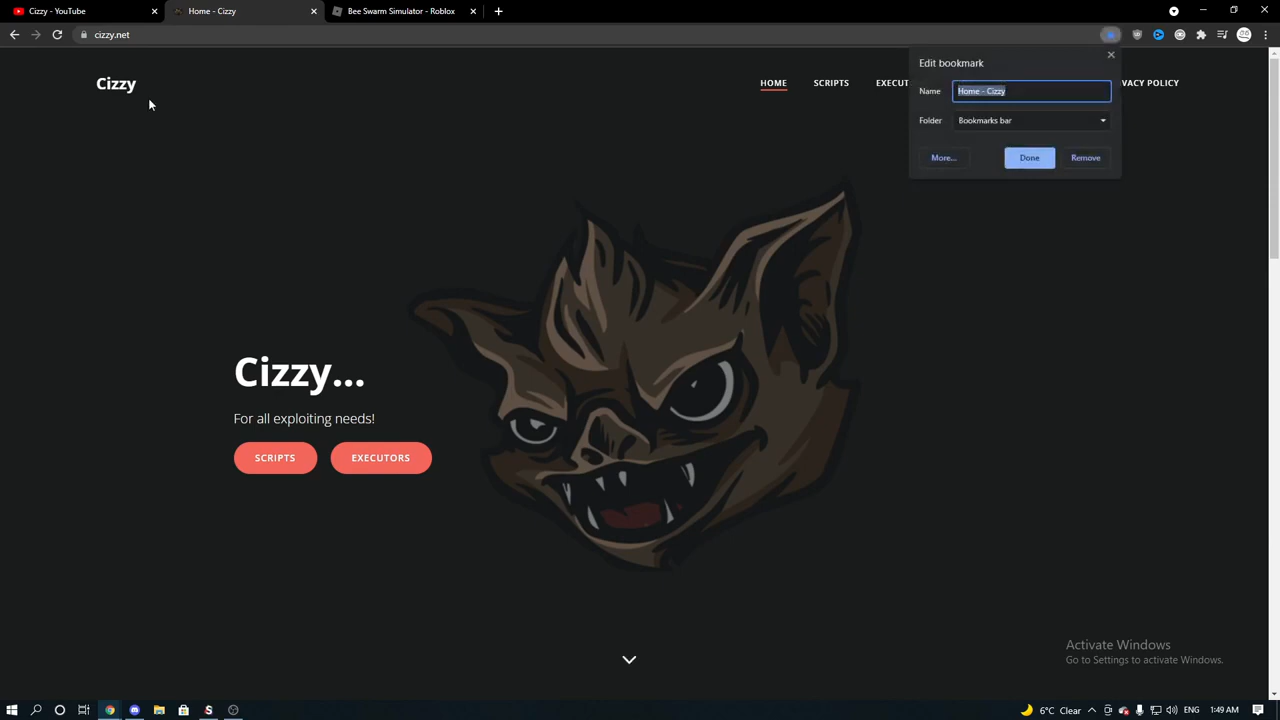 Cizzy - YouTube
Home - Cizzy
Bee Swarm Simulator - Roblox
cizzy.net
Edit bookmark
Name
Home - Cizzy
Folder
Bookmarks bar
More...
Done
Remove
Cizzy
HOME
SCRIPTS
EXECUT
VACY POLICY
Cizzy...
For all exploiting needs!
SCRIPTS
EXECUTORS
Activate Windows
Go to Settings to activate Windows.
6°C Clear
1:49 AM